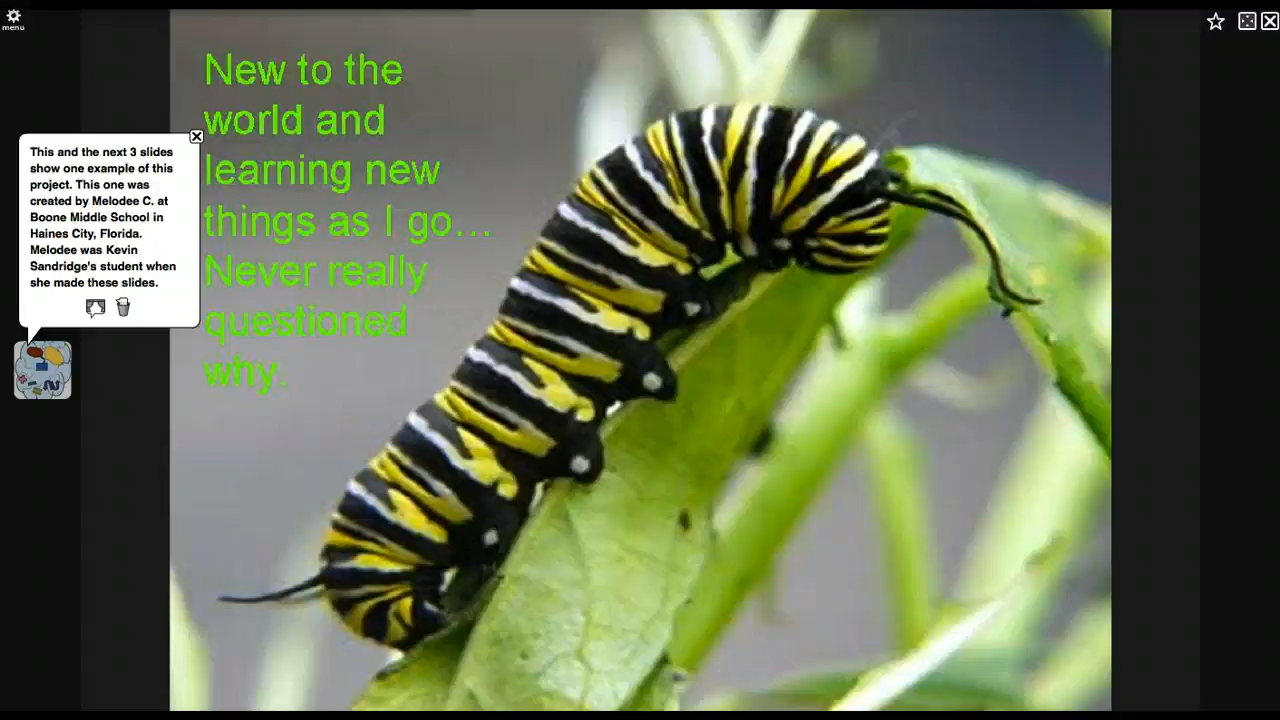 menu
New to the
world and
learning new
things as I go...
Never really
questioned
why.
This and the next 3 slides
show one example of this
project. This one was
created by Melodee C. at
Boone Middle School in
Haines City, Florida.
Melodee was Kevin
Sandridge's student when
she made these slides.